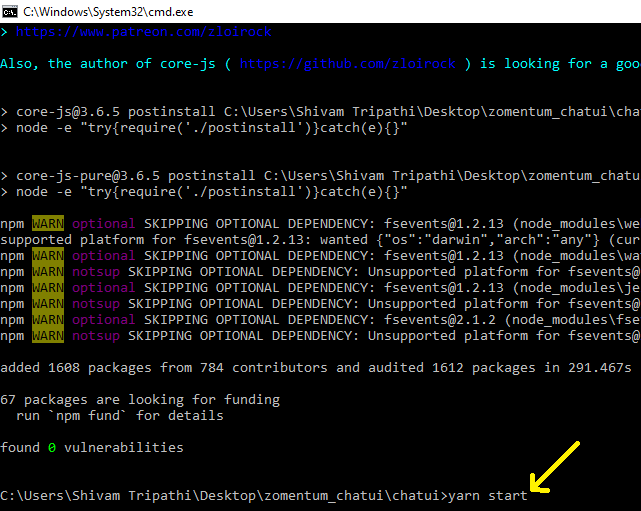 C:\Windows\System32\cmd.exe
> https://www.patreon.com/zloirock
Also, the author of core-js ( https://github.com/zloirock ) is looking for a goo
> core-js@3.6.5 postinstall C:\Users\Shivam Tripathi\Desktop\zomentum_chatui\cha
> node -e "try{require('./postinstall')}catch(e){}"
> core-js-pure@3.6.5 postinstall C:\Users\Shivam Tripathi\Desktop\zomentum_chatu
> node -e "try{require('./postinstall')}catch(e){}"
npm WARN optional SKIPPING OPTIONAL DEPENDENCY: fsevents@1.2.13 (node_modules\we
supported platform for fsevents@1.2.13: wanted {"os":"darwin","arch":"any"} (cur
npm WARN optional SKIPPING OPTIONAL DEPENDENCY: fsevents@1.2.13 (node_modules\wa
npm WARN notsup SKIPPING OPTIONAL DEPENDENCY: Unsupported platform for fsevents@
npm WARN optional SKIPPING OPTIONAL DEPENDENCY: fsevents@1.2.13 (node_modules\je
npm WARN notsup SKIPPING OPTIONAL DEPENDENCY: Unsupported platform for fsevents@
npm WARN optional SKIPPING OPTIONAL DEPENDENCY: fsevents@2.1.2 (node_modules\fse
npm WARN notsup SKIPPING OPTIONAL DEPENDENCY: Unsupported platform for fsevents@
added 1608 packages from 784 contributors and audited 1612 packages in 291.467s
67 packages are looking for funding
run `npm fund` for details
found 0 vulnerabilities
C:\Users\Shivam Tripathi\Desktop\zomentum_chatui\chatui>yarn start